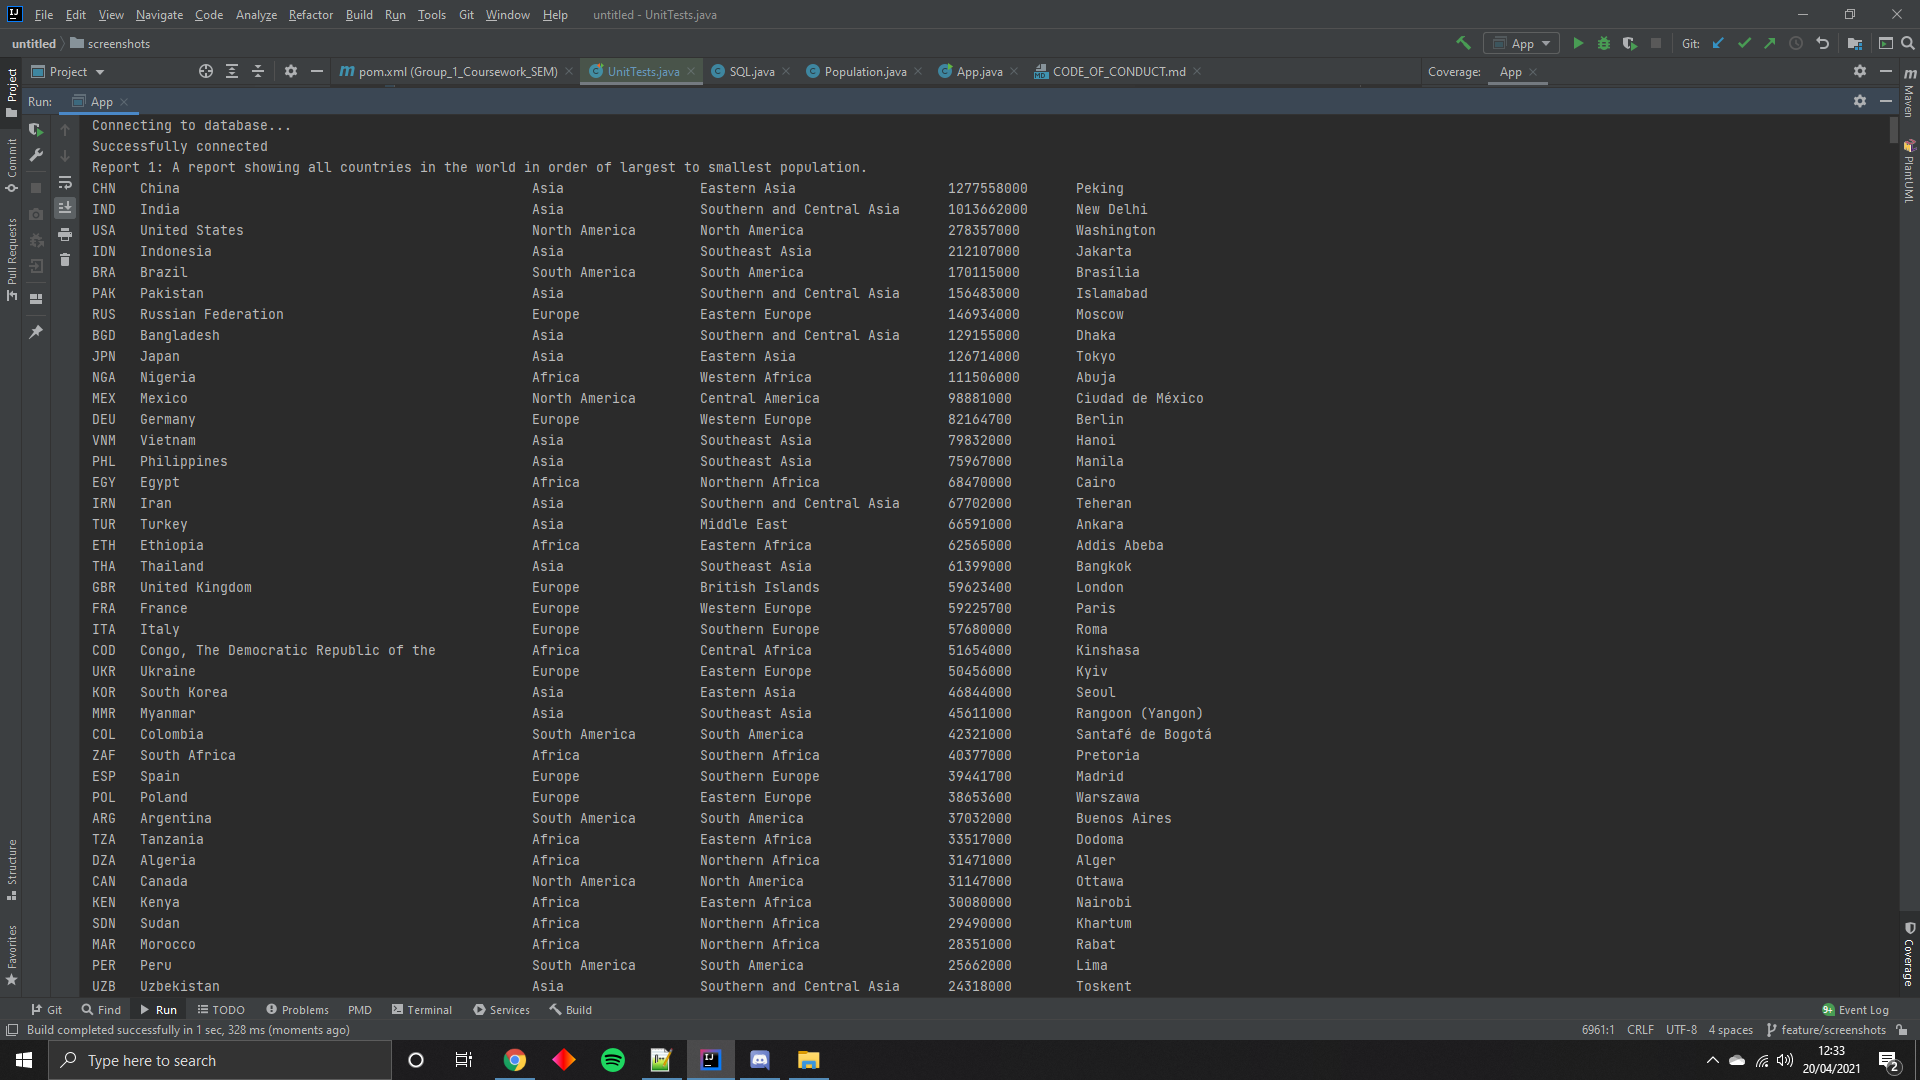 File Edit View Navigate Code Analyze Refactor Build Run Tools Git Window Help untitled - UnitTests.java
untitled screenshots App Git:
Project pom.xml (Group_1_Coursework_SEM) UnitTests.java SQL.java Population.java App.java CODE_OF_CONDUCT.md Coverage: App
Run: App
Connecting to database...
Successfully connected
Report 1: A report showing all countries in the world in order of largest to smallest population.
CHN China Asia Eastern Asia 1277558000 Peking
IND India Asia Southern and Central Asia 1013662000 New Delhi
USA United States North America North America 278357000 Washington
IDN Indonesia Asia Southeast Asia 212107000 Jakarta
BRA Brazil South America South America 170115000 Brasília
PAK Pakistan Asia Southern and Central Asia 156483000 Islamabad
RUS Russian Federation Europe Eastern Europe 146934000 Moscow
BGD Bangladesh Asia Southern and Central Asia 129155000 Dhaka
JPN Japan Asia Eastern Asia 126714000 Tokyo
NGA Nigeria Africa Western Africa 111506000 Abuja
MEX Mexico North America Central America 98881000 Ciudad de México
DEU Germany Europe Western Europe 82164700 Berlin
VNM Vietnam Asia Southeast Asia 79832000 Hanoi
PHL Philippines Asia Southeast Asia 75967000 Manila
EGY Egypt Africa Northern Africa 68470000 Cairo
IRN Iran Asia Southern and Central Asia 67702000 Teheran
TUR Turkey Asia Middle East 66591000 Ankara
ETH Ethiopia Africa Eastern Africa 62565000 Addis Abeba
THA Thailand Asia Southeast Asia 61399000 Bangkok
GBR United Kingdom Europe British Islands 59623400 London
FRA France Europe Western Europe 59225700 Paris
ITA Italy Europe Southern Europe 57680000 Roma
COD Congo, The Democratic Republic of the Africa Central Africa 51654000 Kinshasa
UKR Ukraine Europe Eastern Europe 50456000 Kyiv
KOR South Korea Asia Eastern Asia 46844000 Seoul
MMR Myanmar Asia Southeast Asia 45611000 Rangoon (Yangon)
COL Colombia South America South America 42321000 Santafé de Bogotá
ZAF South Africa Africa Southern Africa 40377000 Pretoria
ESP Spain Europe Southern Europe 39441700 Madrid
POL Poland Europe Eastern Europe 38653600 Warszawa
ARG Argentina South America South America 37032000 Buenos Aires
TZA Tanzania Africa Eastern Africa 33517000 Dodoma
DZA Algeria Africa Northern Africa 31471000 Alger
CAN Canada North America North America 31147000 Ottawa
KEN Kenya Africa Eastern Africa 30080000 Nairobi
SDN Sudan Africa Northern Africa 29490000 Khartum
MAR Morocco Africa Northern Africa 28351000 Rabat
PER Peru South America South America 25662000 Lima
UZB Uzbekistan Asia Southern and Central Asia 24318000 Toskent
Project
Commit
Pull Requests
Structure
Favorites
Maven
PlantUML
Coverage
Git Find Run TODO Problems PMD Terminal Services Build 9+ Event Log
Build completed successfully in 1 sec, 328 ms (moments ago) 6961:1 CRLF UTF-8 4 spaces feature/screenshots
Type here to search 12:33
20/04/2021 2